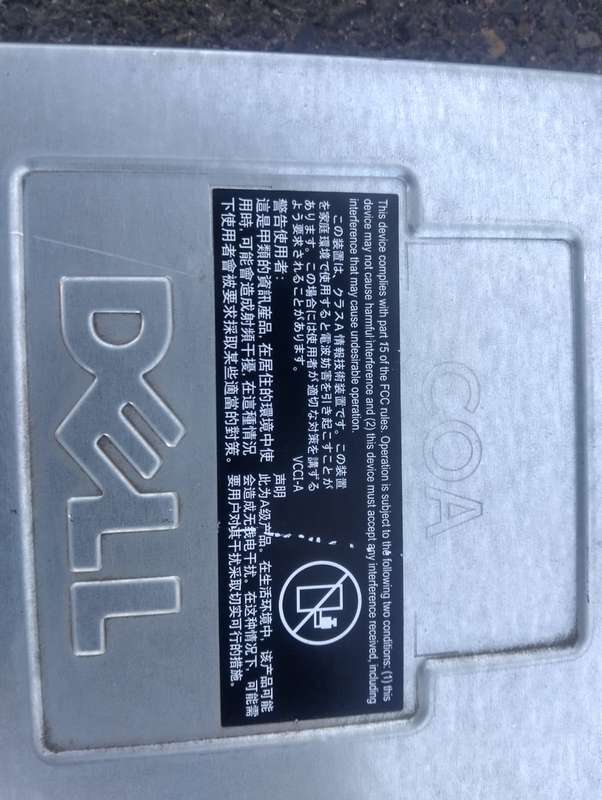 COA
This device complies with part 15 of the FCC rules. Operation is subject to the following two conditions: (1) this
device may not cause harmful interference and (2) this device must accept any interference received, including
interference that may cause undesirable operation.
この装置は、クラスA情報技術装置です。この装置
を家庭環境で使用すると電波妨害を引き起こすことが
あります。この場合には使用者が適切な対策を講ずる
よう要求されることがあります。
VCCI-A
警告使用者：
這是甲類的資訊產品，在居住的環境中使
用時，可能會造成射頻干擾，在這種情況
下使用者會被要求採取某些適當的對策。
声明
此为A级产品。在生活环境中，该产品可能
会造成无线电干扰。在这种情况下，可能需
要用户对其干扰采取切实可行的措施。
DELL